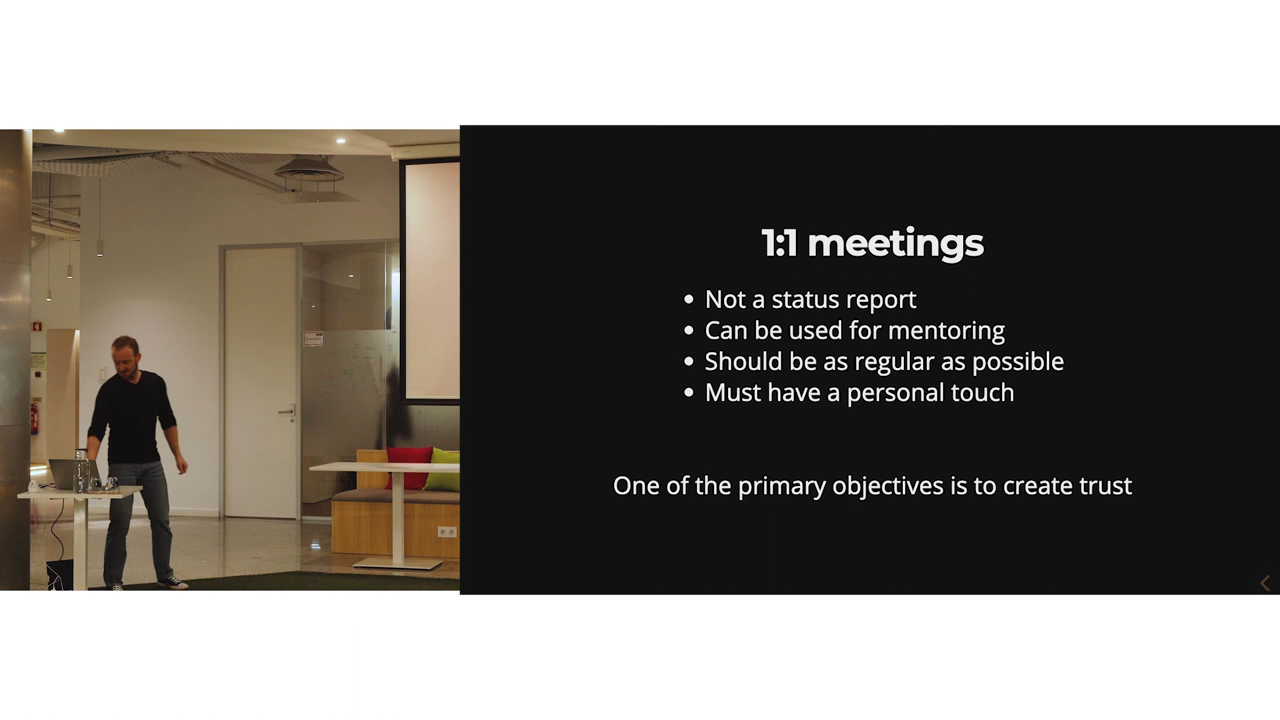 1:1 meetings
Not a status report
Can be used for mentoring
Should be as regular as possible
Must have a personal touch
One of the primary objectives is to create trust